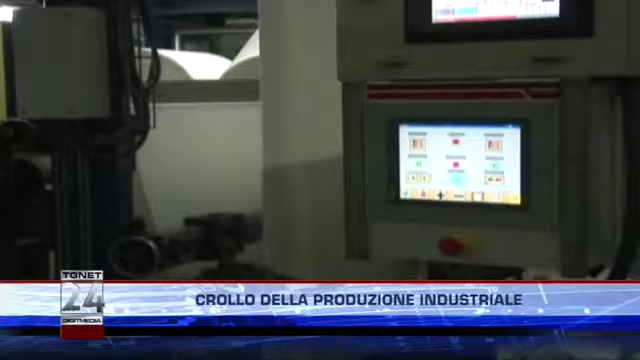 TGNET
24
DIGITMEDIA
CROLLO DELLA PRODUZIONE INDUSTRIALE